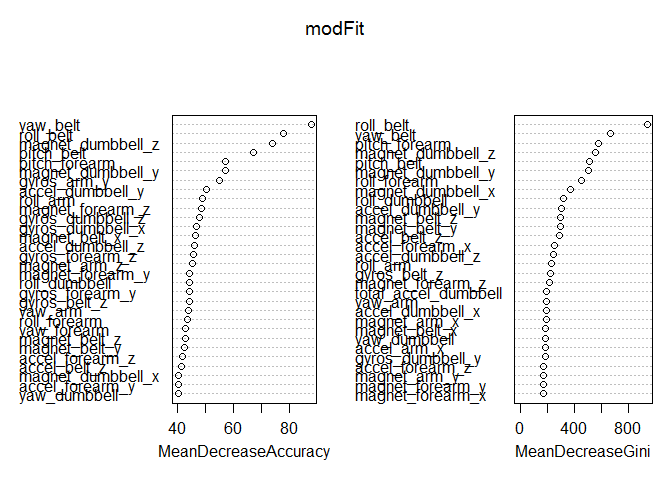 modFit
yaw_belt
roll_belt
magnet_dumbbell_z
pitch_belt
pitch_forearm
magnet_dumbbell_y
gyros_arm_y
accel_dumbbell_y
roll_arm
magnet_forearm_z
gyros_dumbbell_z
gyros_dumbbell_x
magnet_belt_x
accel_dumbbell_z
gyros_forearm_z
magnet_arm_z
magnet_forearm_y
roll_dumbbell
gyros_forearm_y
gyros_belt_z
yaw_arm
roll_forearm
yaw_forearm
magnet_belt_z
magnet_belt_y
accel_forearm_z
accel_belt_z
magnet_dumbbell_x
accel_forearm_y
yaw_dumbbell
40 60 80
MeanDecreaseAccuracy
roll_belt
yaw_belt
pitch_forearm
magnet_dumbbell_z
pitch_belt
magnet_dumbbell_y
roll_forearm
magnet_dumbbell_x
roll_dumbbell
accel_dumbbell_y
magnet_belt_z
magnet_belt_y
accel_belt_z
accel_forearm_x
accel_dumbbell_z
roll_arm
gyros_belt_z
magnet_forearm_z
total_accel_dumbbell
yaw_arm
accel_dumbbell_x
magnet_arm_x
magnet_belt_x
yaw_dumbbell
accel_arm_x
gyros_dumbbell_y
accel_forearm_z
magnet_arm_y
magnet_forearm_y
magnet_forearm_x
0 400 800
MeanDecreaseGini